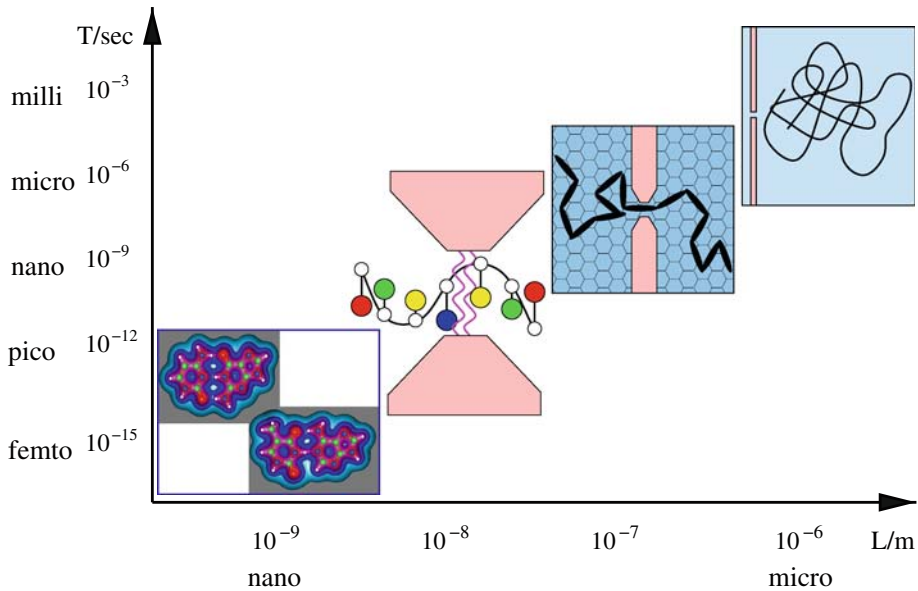 T/sec
milli 10⁻³
micro 10⁻⁶
nano 10⁻⁹
pico 10⁻¹²
femto 10⁻¹⁵
10⁻⁹ 10⁻⁸ 10⁻⁷ 10⁻⁶ L/m
nano micro